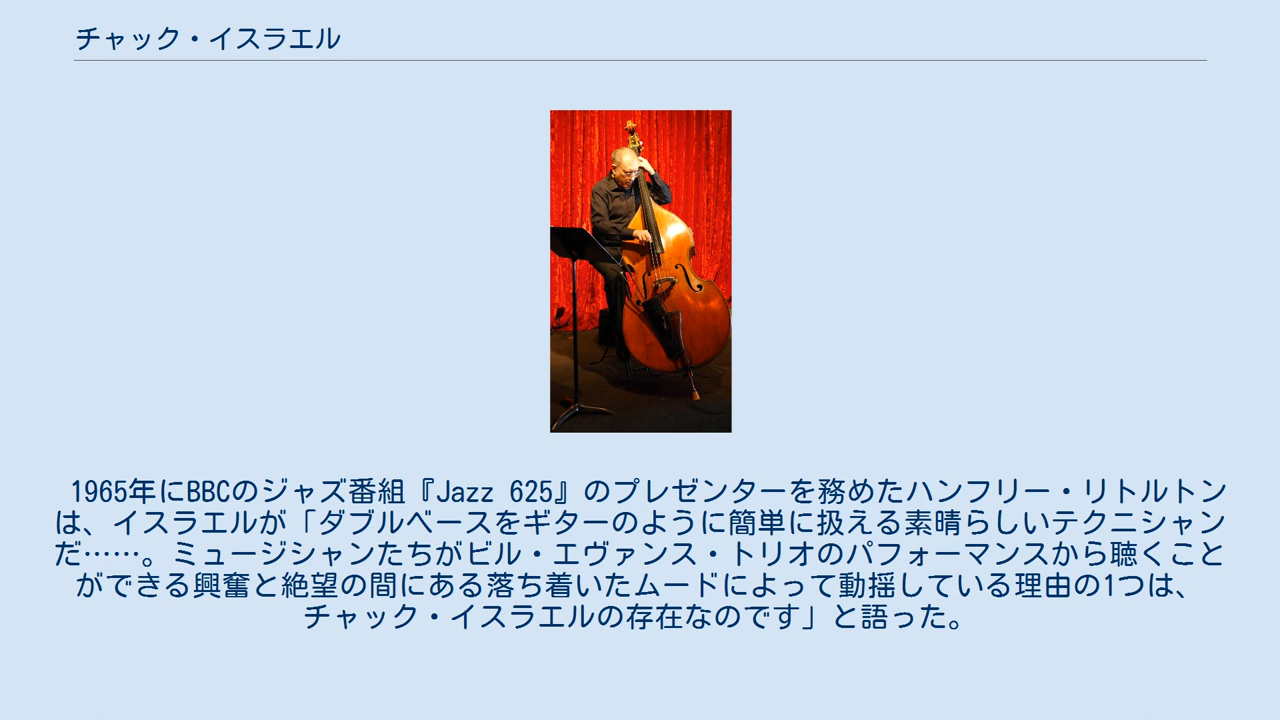 チャック・イスラエル
1965年にBBCのジャズ番組『Jazz 625』のプレゼンターを務めたハンフリー・リトルトン
は、イスラエルが「ダブルベースをギターのように簡単に扱える素晴らしいテクニシャン
だ……。ミュージシャンたちがビル・エヴァンス・トリオのパフォーマンスから聴くこと
ができる興奮と絶望の間にある落ち着いたムードによって動揺している理由の1つは、
チャック・イスラエルの存在なのです」と語った。